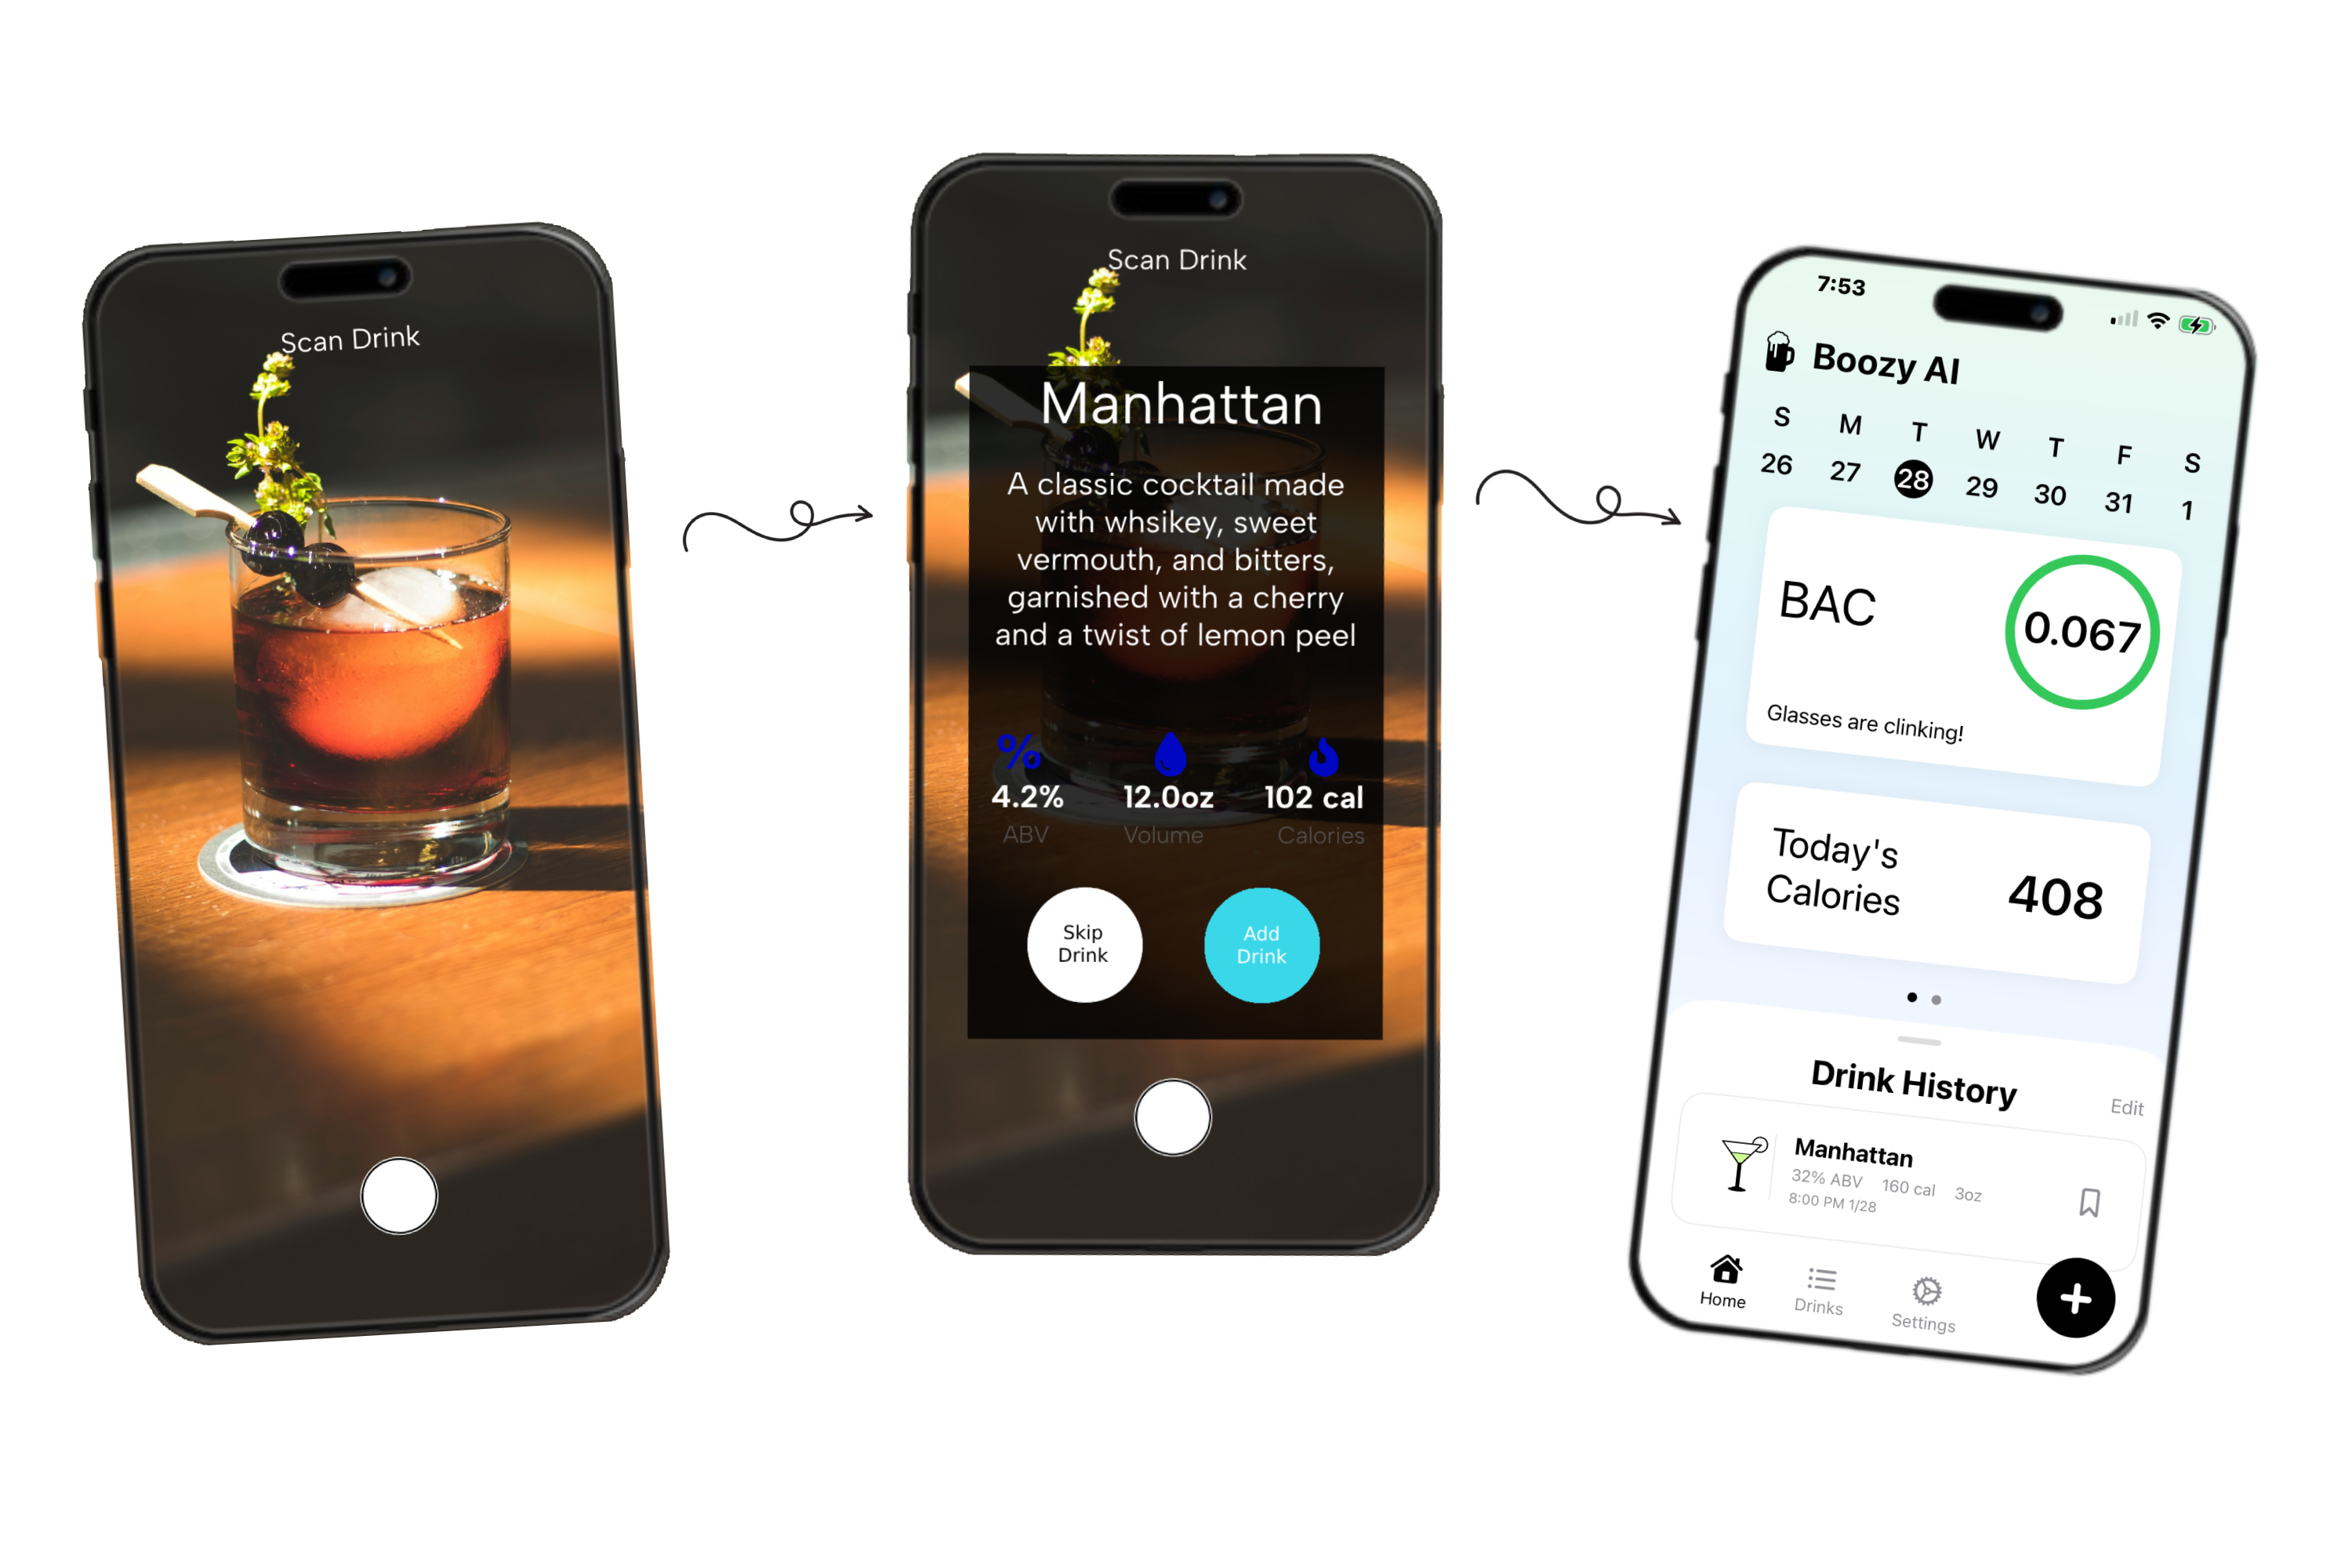 Scan Drink
Scan Drink
Manhattan
A classic cocktail made
with whsikey, sweet
vermouth, and bitters,
garnished with a cherry
and a twist of lemon peel
%
4.2% 12.0oz 102 cal
ABV Volume Calories
Skip
Drink
Add
Drink
7:53
Boozy AI
S M T W T F S
26 27 28 29 30 31 1
BAC
0.067
Glasses are clinking!
Today's
Calories
408
Drink History
Edit
Manhattan
32% ABV 160 cal 3oz
8:00 PM 1/28
Home Drinks Settings